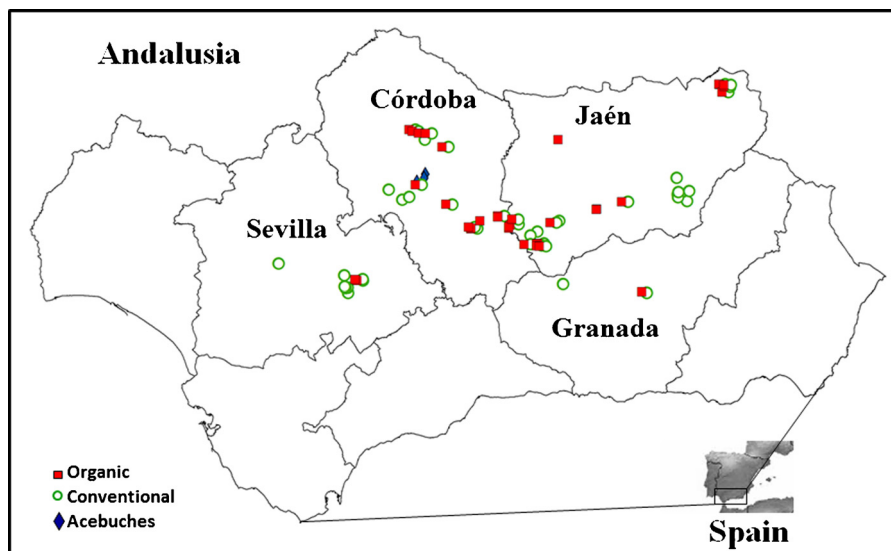 Andalusia
Córdoba
Jaén
Sevilla
Granada
Organic
Conventional
Acebuches
Spain